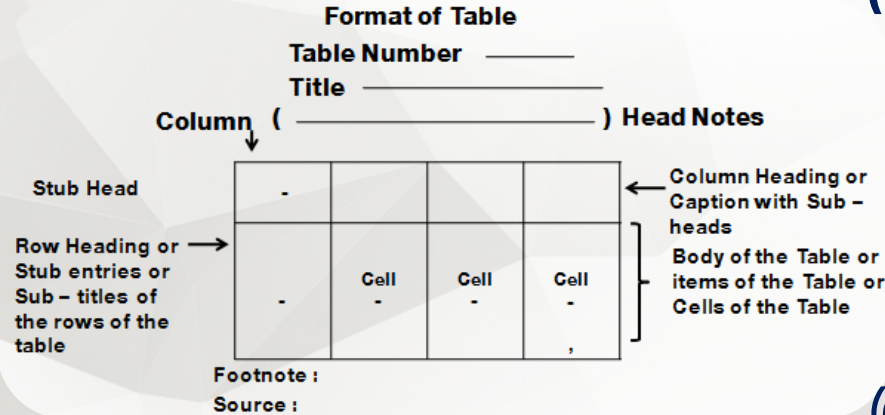 Format of Table
Table Number
Title
Column ( ) Head Notes
Stub Head
-
Column Heading or
Caption with Sub –
heads
Row Heading or
Stub entries or
Sub – titles of
the rows of the
table
-
Cell
-
Cell
-
Cell
-
,
Body of the Table or
items of the Table or
Cells of the Table
Footnote :
Source :